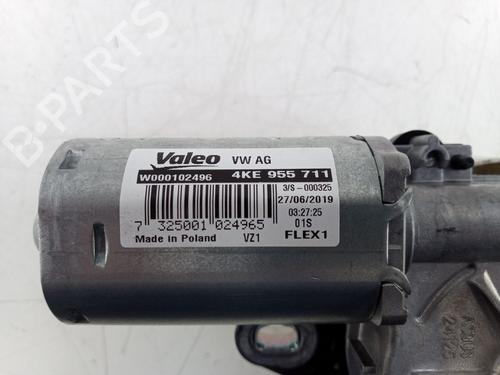 B-PARTS
Valeo VW AG
W000102496 4KE 955 711
3/S-000325
27/06/2019
03:27:25
7 325001 024965 01S
Made in Poland VZ1 FLEX1